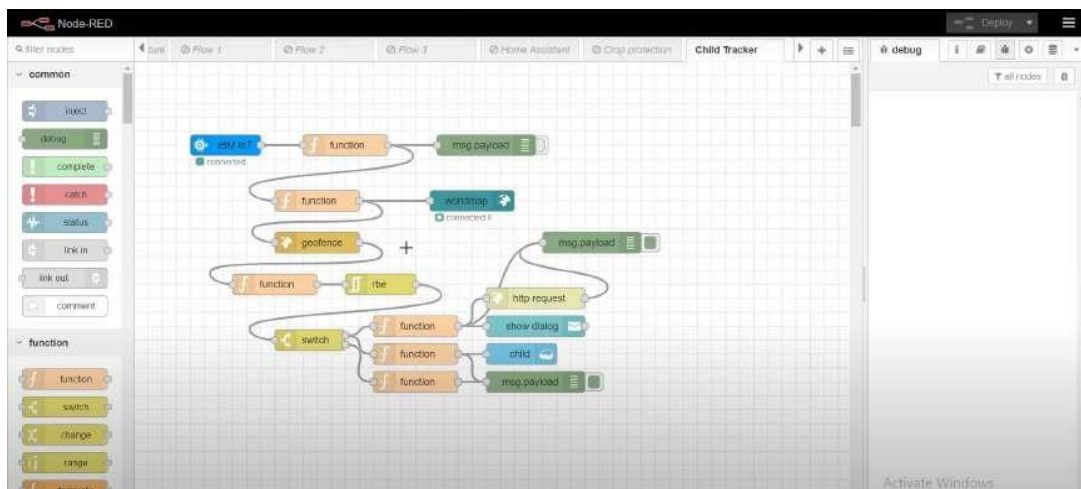 Node-RED
Deploy
filter nodes
Flow 1
Flow 2
Flow 3
Home Assistant
Crop protection
Child Tracker
debug
i
common
all nodes
inject
debug
complete
catch
status
link in
link out
comment
function
function
switch
change
range
IBM IoT
connected
function
msg.payload
function
worldmap
geofence
msg.payload
function
rbe
http request
switch
function
show dialog
function
child
function
msg.payload
Activate Windows